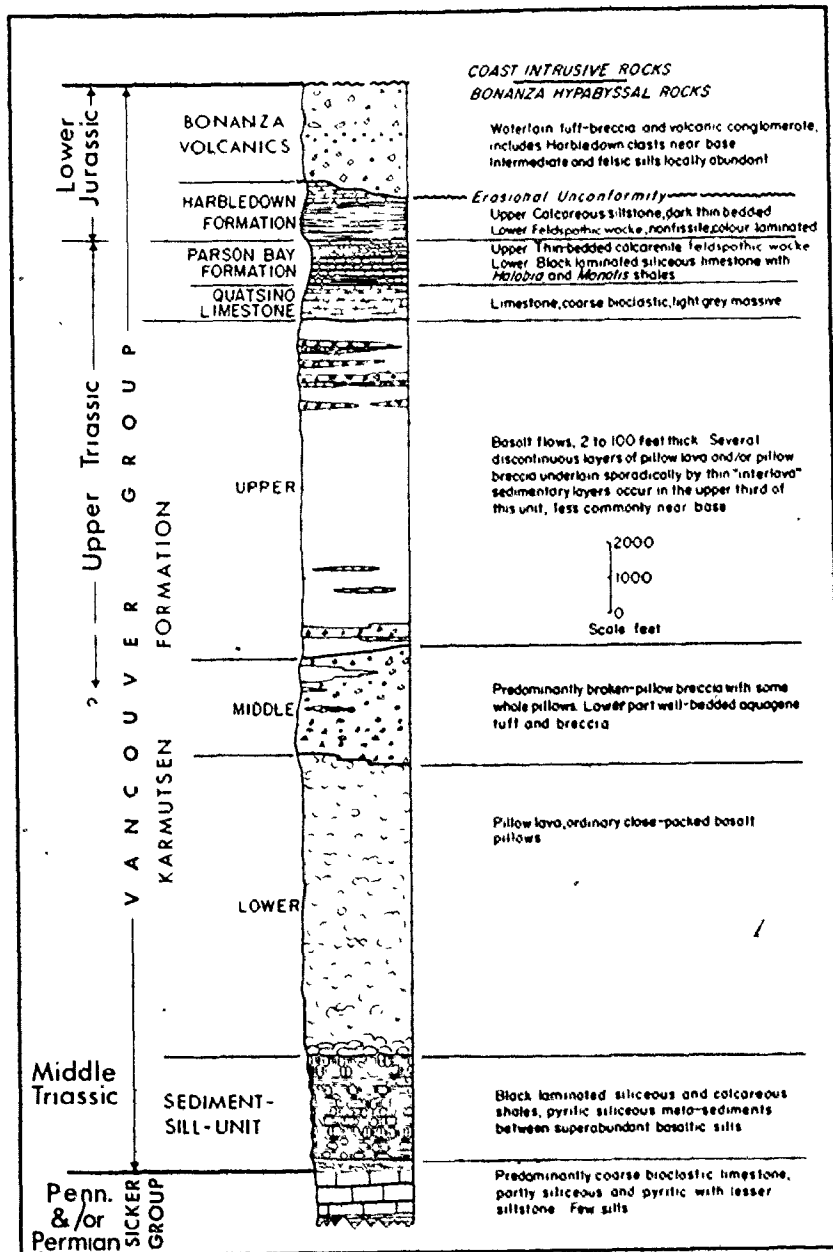 COAST INTRUSIVE ROCKS
BONANZA HYPABYSSAL ROCKS
Lower
Jurassic
BONANZA
VOLCANICS
Waterlain tuff-breccia and volcanic conglomerate,
includes Harbledown clasts near base
Intermediate and felsic sills locally abundant
Erosional Unconformity
HARBLEDOWN
FORMATION
Upper Calcareous siltstone, dark thin bedded
Lower Feldspathic wacke, nonfissile, colour laminated
PARSON BAY
FORMATION
Upper Thin-bedded calcarenite feldspathic wacke
Lower Black laminated siliceous limestone with
Halobia and Monotis shales
QUATSINO
LIMESTONE
Limestone, coarse bioclastic, light grey massive
Upper Triassic
?
VANCOUVER GROUP
KARMUTSEN FORMATION
UPPER
Basalt flows, 2 to 100 feet thick Several
discontinuous layers of pillow lava and/or pillow
breccia underlain sporadically by thin "interlava"
sedimentary layers occur in the upper third of
this unit, less commonly near base
2000
1000
0
Scale feet
MIDDLE
Predominantly broken-pillow breccia with some
whole pillows. Lower part well-bedded aquagene
tuff and breccia
LOWER
Pillow lava, ordinary close-packed basalt
pillows
Middle
Triassic
SEDIMENT-
SILL-UNIT
Black laminated siliceous and calcareous
shales, pyritic siliceous meta-sediments
between superabundant basaltic sills
Penn.
& /or
Permian
SICKER
GROUP
Predominantly coarse bioclastic limestone,
partly siliceous and pyritic with lesser
siltstone Few sills